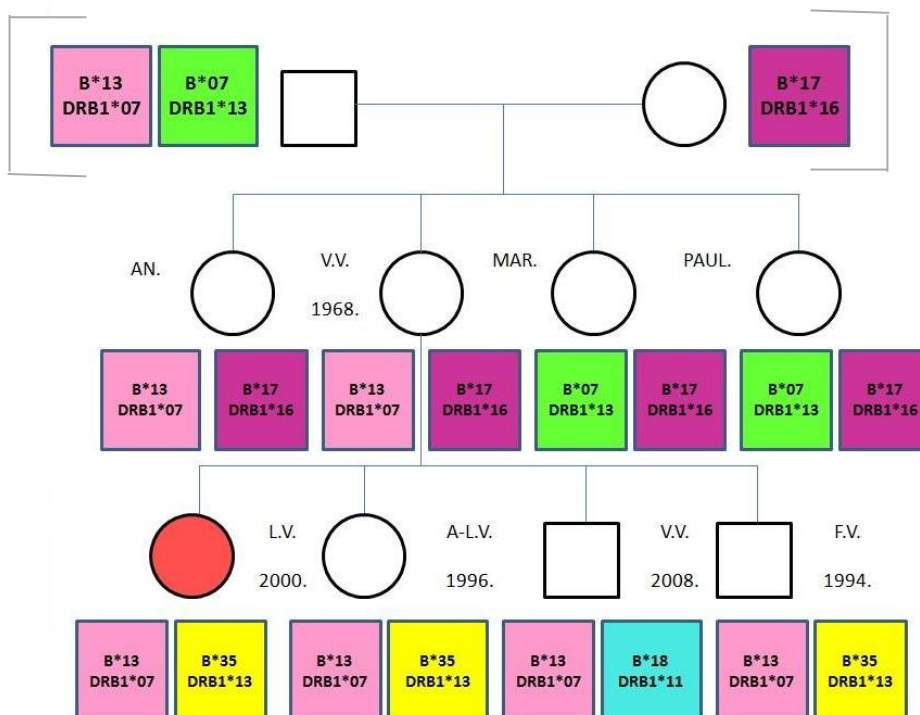 B*13
DRB1*07
B*07
DRB1*13
B*17
DRB1*16
AN.
V.V.
1968.
MAR.
PAUL.
B*13
DRB1*07
B*17
DRB1*16
B*13
DRB1*07
B*17
DRB1*16
B*07
DRB1*13
B*17
DRB1*16
B*07
DRB1*13
B*17
DRB1*16
L.V.
2000.
A-L.V.
1996.
V.V.
2008.
F.V.
1994.
B*13
DRB1*07
B*35
DRB1*13
B*13
DRB1*07
B*35
DRB1*13
B*13
DRB1*07
B*18
DRB1*11
B*13
DRB1*07
B*35
DRB1*13